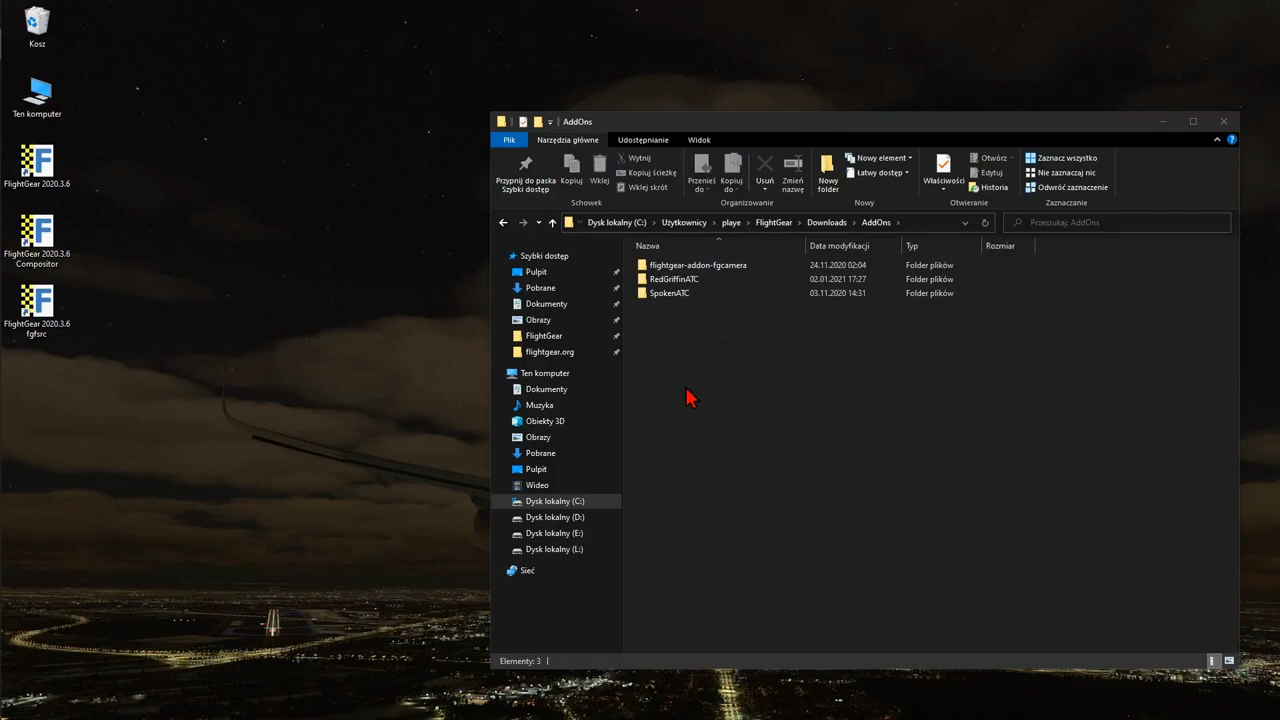 Kosz
Ten komputer
FlightGear 2020.3.6
FlightGear 2020.3.6
Compositor
FlightGear 2020.3.6
fgfsrc
AddOns
Plik
Narzędzia główne
Udostępnianie
Widok
Przypnij do paska
Szybki dostęp
Kopiuj
Wklej
Wytnij
Kopiuj ścieżkę
Wklej skrót
Schowek
Przenieś
do
Kopiuj
do
Usuń
Zmień
nazwę
Organizowanie
Nowy
folder
Nowy element
Łatwy dostęp
Nowy
Właściwości
Otwórz
Edytuj
Historia
Otwieranie
Zaznacz wszystko
Nie zaznaczaj nic
Odwróć zaznaczenie
Zaznaczanie
Dysk lokalny (C:) > Użytkownicy > playe > FlightGear > Downloads > AddOns >
Przeszukaj: AddOns
Szybki dostęp
Pulpit
Pobrane
Dokumenty
Obrazy
FlightGear
flightgear.org
Ten komputer
Dokumenty
Muzyka
Obiekty 3D
Obrazy
Pobrane
Pulpit
Wideo
Dysk lokalny (C:)
Dysk lokalny (D:)
Dysk lokalny (E:)
Dysk lokalny (L:)
Sieć
Nazwa Data modyfikacji Typ Rozmiar
flightgear-addon-fgcamera 24.11.2020 02:04 Folder plików
RedGriffinATC 02.01.2021 17:27 Folder plików
SpokenATC 03.11.2020 14:31 Folder plików
Elementy: 3